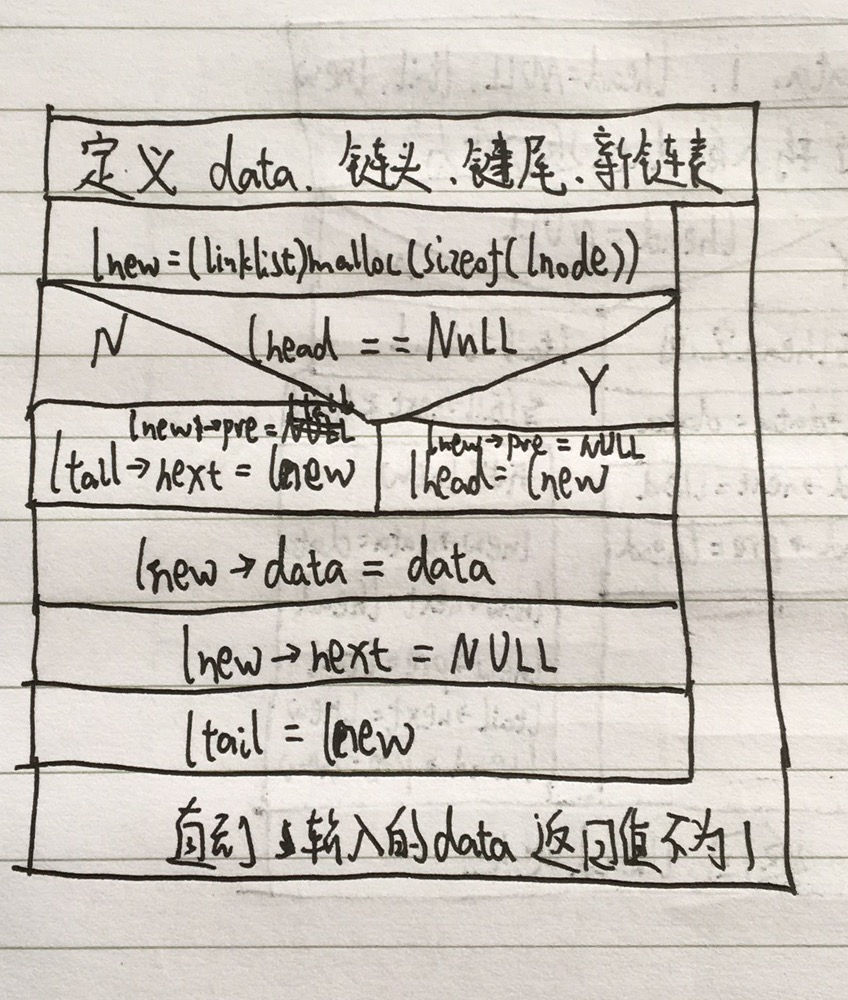 定义 data、链头、键尾、新链表
lnew=(linklist)malloc(sizeof(lnode))
N lhead == NULL Y
lnew→pre = ltail
ltail→next = lnew
lnew→pre = NULL
lhead = lnew
lnew→data = data
lnew→next = NULL
ltail = lnew
直到输入的data返回值不为1